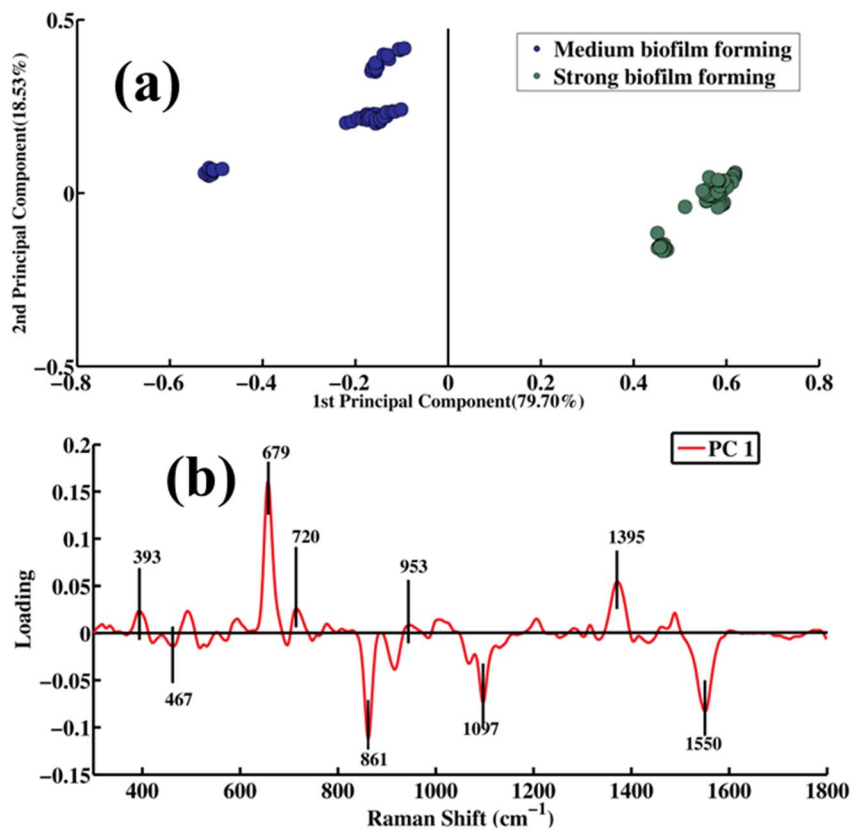 (a)
Medium biofilm forming
Strong biofilm forming
2nd Principal Component(18.53%)
0.5
0
−0.5
−0.8 −0.6 −0.4 −0.2 0 0.2 0.4 0.6 0.8
1st Principal Component(79.70%)
(b)
PC 1
Loading
0.2
0.15
0.1
0.05
0
−0.05
−0.1
−0.15
393
467
679
720
861
953
1097
1395
1550
400 600 800 1000 1200 1400 1600 1800
Raman Shift (cm⁻¹)